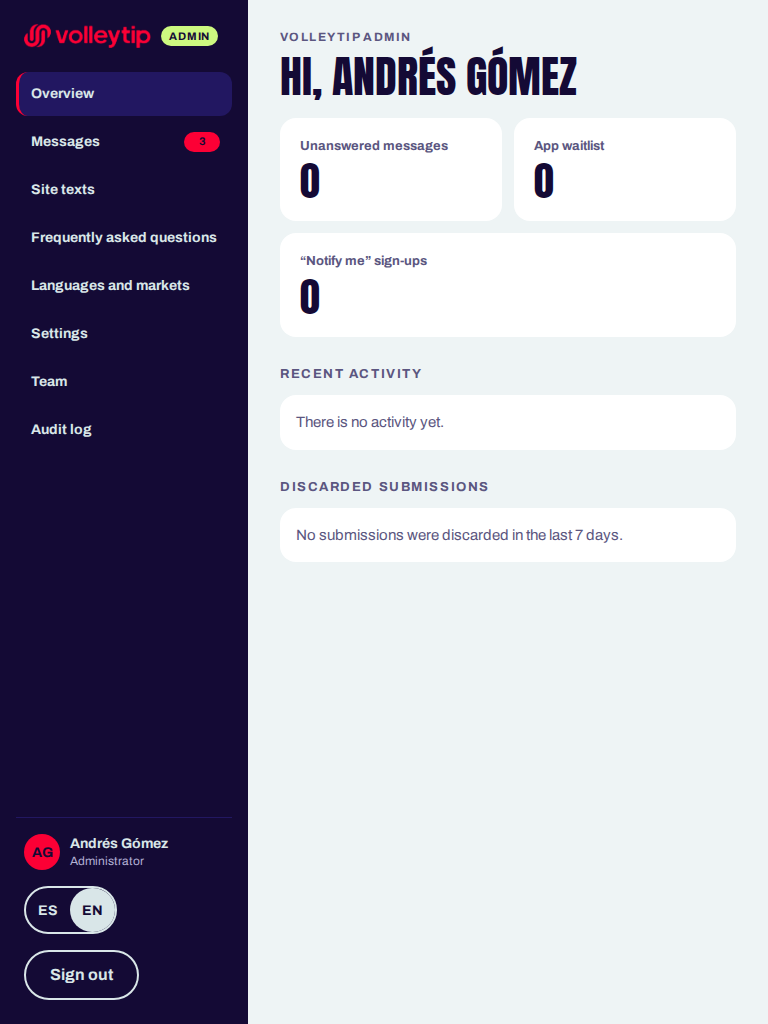 volleytip ADMIN
Overview
Messages 3
Site texts
Frequently asked questions
Languages and markets
Settings
Team
Audit log
AG Andrés Gómez
Administrator
ES EN
Sign out
VOLLEYTIP ADMIN
HI, ANDRÉS GÓMEZ
Unanswered messages
0
App waitlist
0
“Notify me” sign-ups
0
RECENT ACTIVITY
There is no activity yet.
DISCARDED SUBMISSIONS
No submissions were discarded in the last 7 days.